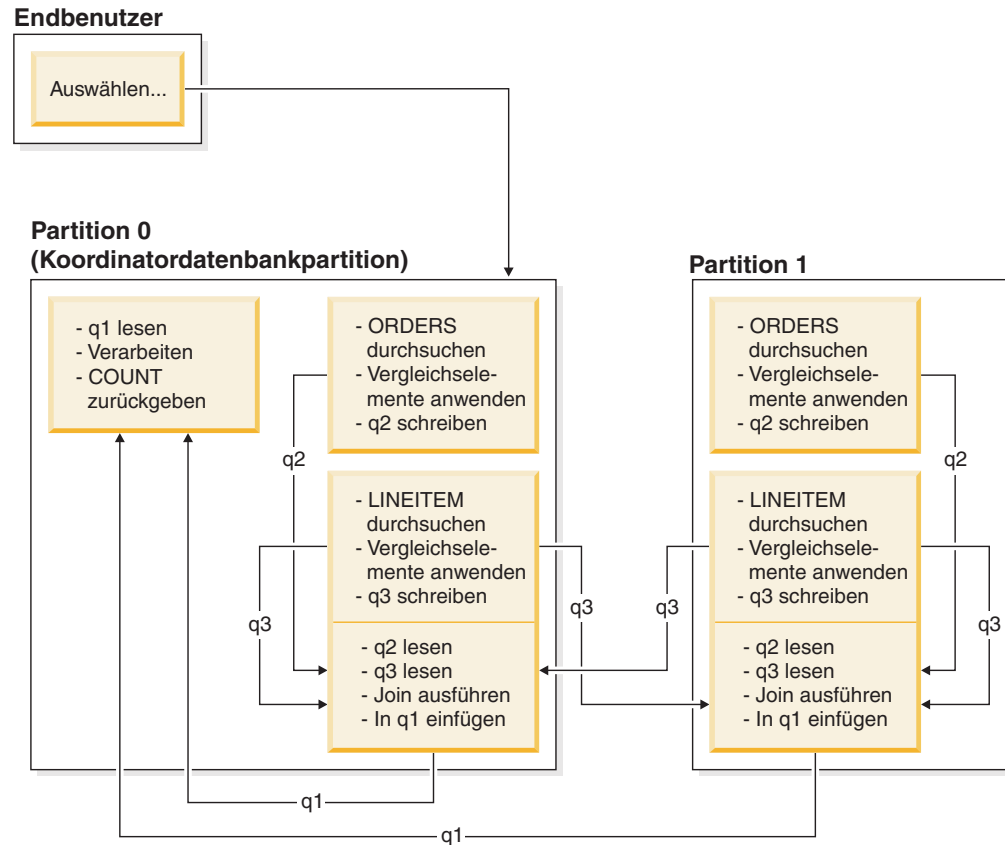 Endbenutzer
Auswählen...
Partition 0
(Koordinatordatenbankpartition)
- q1 lesen
- Verarbeiten
- COUNT
zurückgeben
- ORDERS
durchsuchen
- Vergleichsele-
mente anwenden
- q2 schreiben
q2
- LINEITEM
durchsuchen
- Vergleichsele-
mente anwenden
- q3 schreiben
q3
q3
- q2 lesen
- q3 lesen
- Join ausführen
- In q1 einfügen
Partition 1
- ORDERS
durchsuchen
- Vergleichsele-
mente anwenden
- q2 schreiben
q2
- LINEITEM
durchsuchen
- Vergleichsele-
mente anwenden
- q3 schreiben
q3
q3
- q2 lesen
- q3 lesen
- Join ausführen
- In q1 einfügen
q1
q1